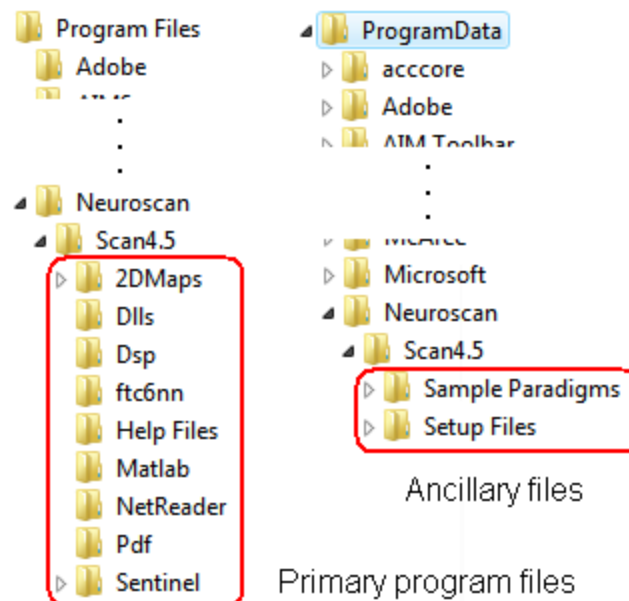 Program Files
Adobe
Neuroscan
Scan4.5
2DMaps
Dlls
Dsp
ftc6nn
Help Files
Matlab
NetReader
Pdf
Sentinel
Primary program files
ProgramData
acccore
Adobe
AIM Toolbar
Microsoft
Neuroscan
Scan4.5
Sample Paradigms
Setup Files
Ancillary files